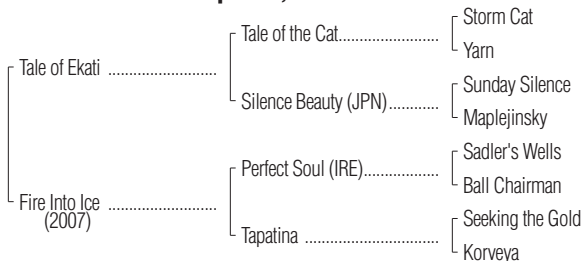 Storm Cat
Tale of the Cat..........................
Yarn
Tale of Ekati ............................
Sunday Silence
Silence Beauty (JPN).............
Maplejinsky
Sadler's Wells
Perfect Soul (IRE)...................
Ball Chairman
Fire Into Ice ............................
(2007)
Seeking the Gold
Tapatina ...................................
Korveya